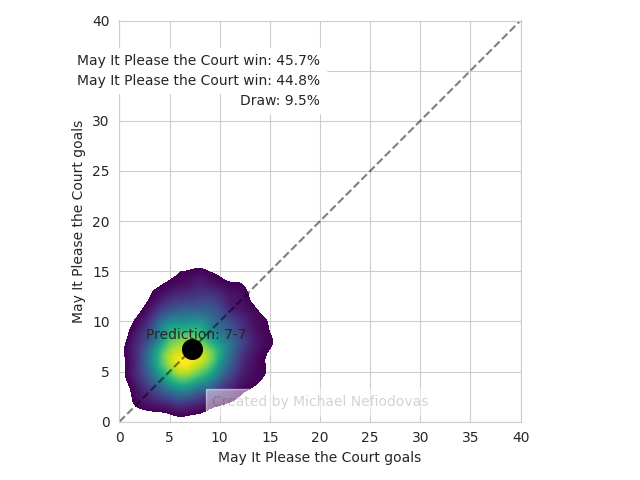 40
May It Please the Court win: 45.7%
May It Please the Court win: 44.8%
Draw: 9.5%
30
25
20
15
10
5
0
May It Please the Court goals
Prediction: 7-7
Created by Michael Nefiodovas
0 5 10 15 20 25 30 35 40
May It Please the Court goals